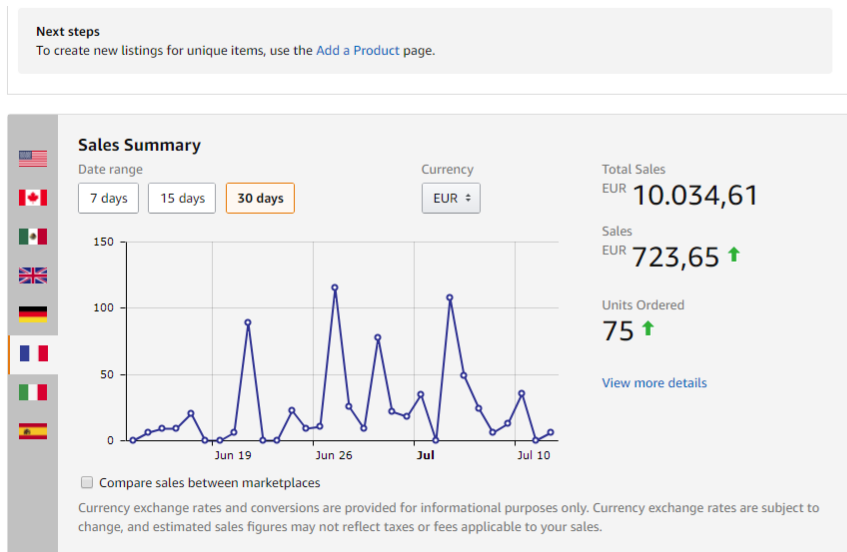 Next steps
To create new listings for unique items, use the Add a Product page.
Sales Summary
Date range
7 days
15 days
30 days
Currency
EUR
Total Sales
EUR 10.034,61
Sales
EUR 723,65
Units Ordered
75
View more details
150
100
50
0
Jun 19
Jun 26
Jul
Jul 10
Compare sales between marketplaces
Currency exchange rates and conversions are provided for informational purposes only. Currency exchange rates are subject to
change, and estimated sales figures may not reflect taxes or fees applicable to your sales.